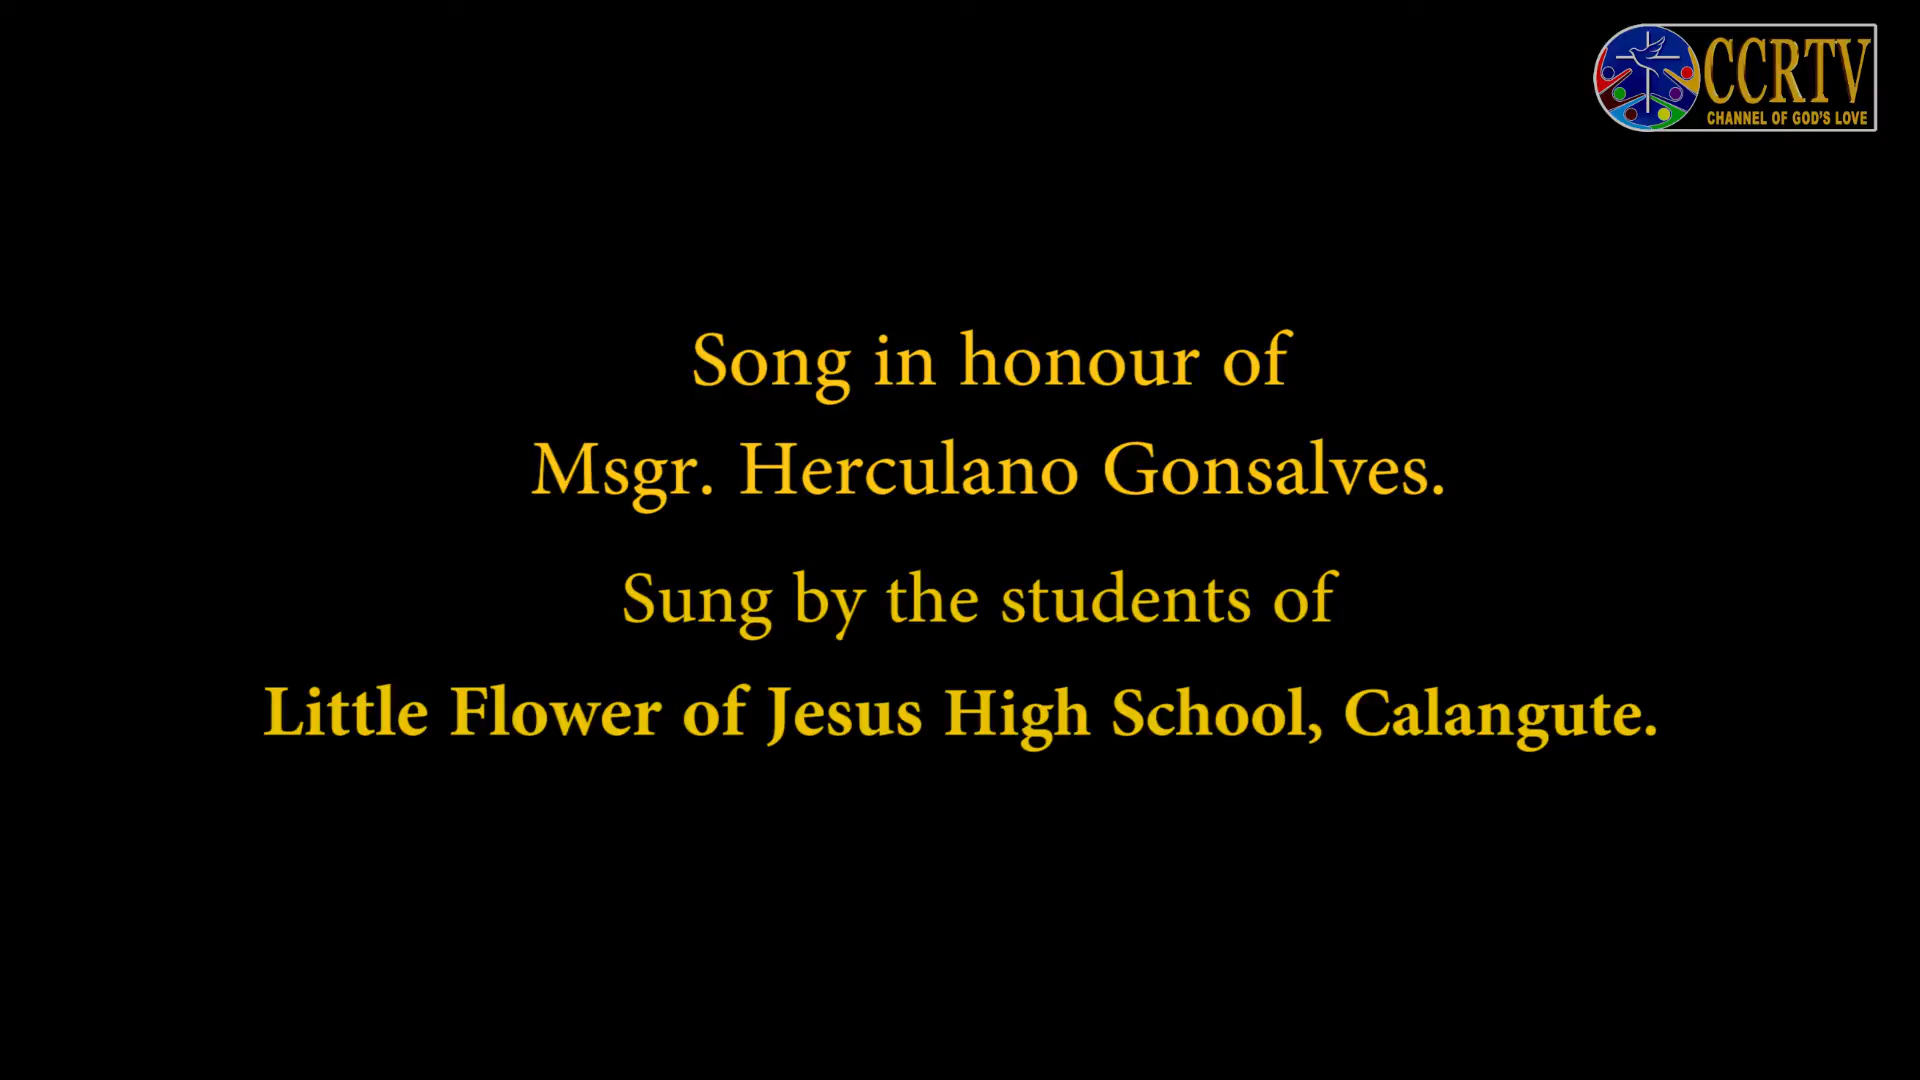 CCRTV
CHANNEL OF GOD'S LOVE
Song in honour of
Msgr. Herculano Gonsalves.
Sung by the students of
Little Flower of Jesus High School, Calangute.